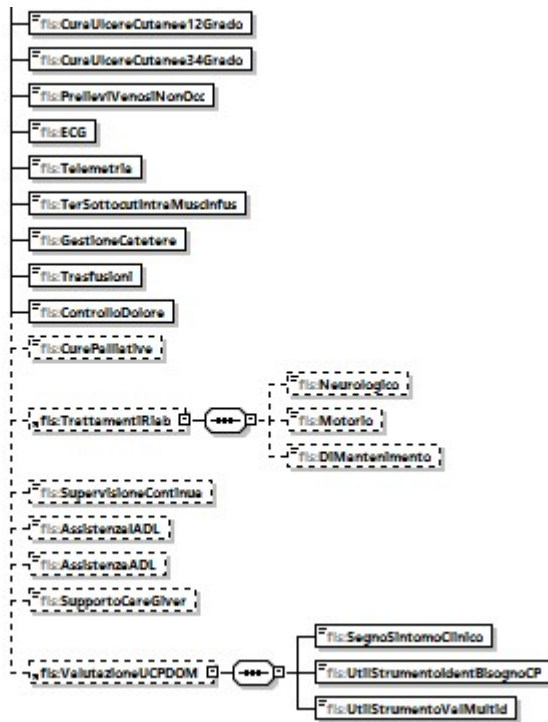 fls:CuraUlcereCutanee12Grado
fls:CuraUlcereCutanee34Grado
fls:PrelieviVenosiNonOcc
fls:ECG
fls:Telemetria
fls:TerSottocutIntraMuscInfus
fls:GestioneCatetere
fls:Trasfusioni
fls:ControlloDolore
fls:CurePalliative
fls:Neurologico
fls:TrattamentiRiab
fls:Motorio
fls:DiMantenimento
fls:SupervisioneContinua
fls:AssistenzaIADL
fls:AssistenzaADL
fls:SupportoCareGiver
fls:SegnoSintomoClinico
fls:ValutazioneUCPDOM
fls:UtilStrumentoIdentBisognoCP
fls:UtilStrumentoValMultid